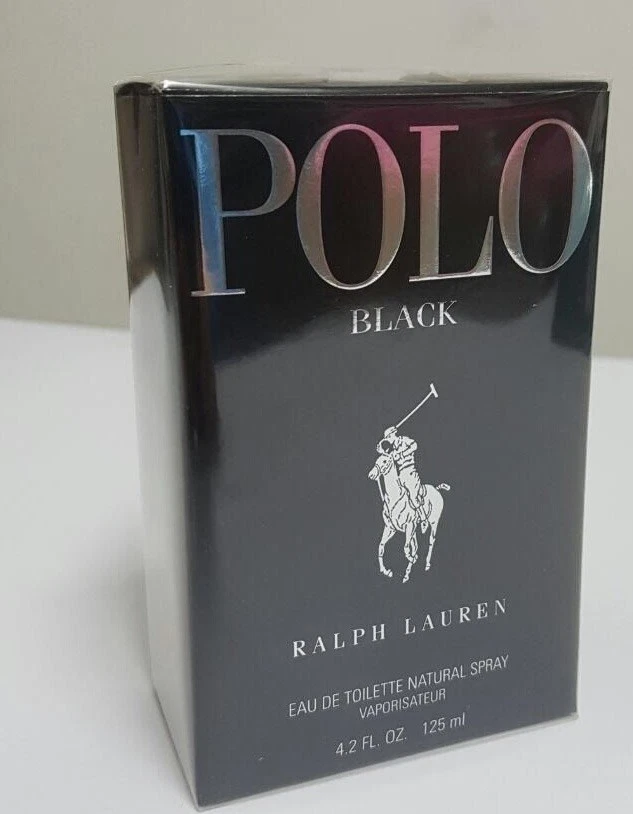 POLO
BLACK
RALPH LAUREN
EAU DE TOILETTE NATURAL SPRAY
VAPORISATEUR
4.2 FL. OZ. 125 ml